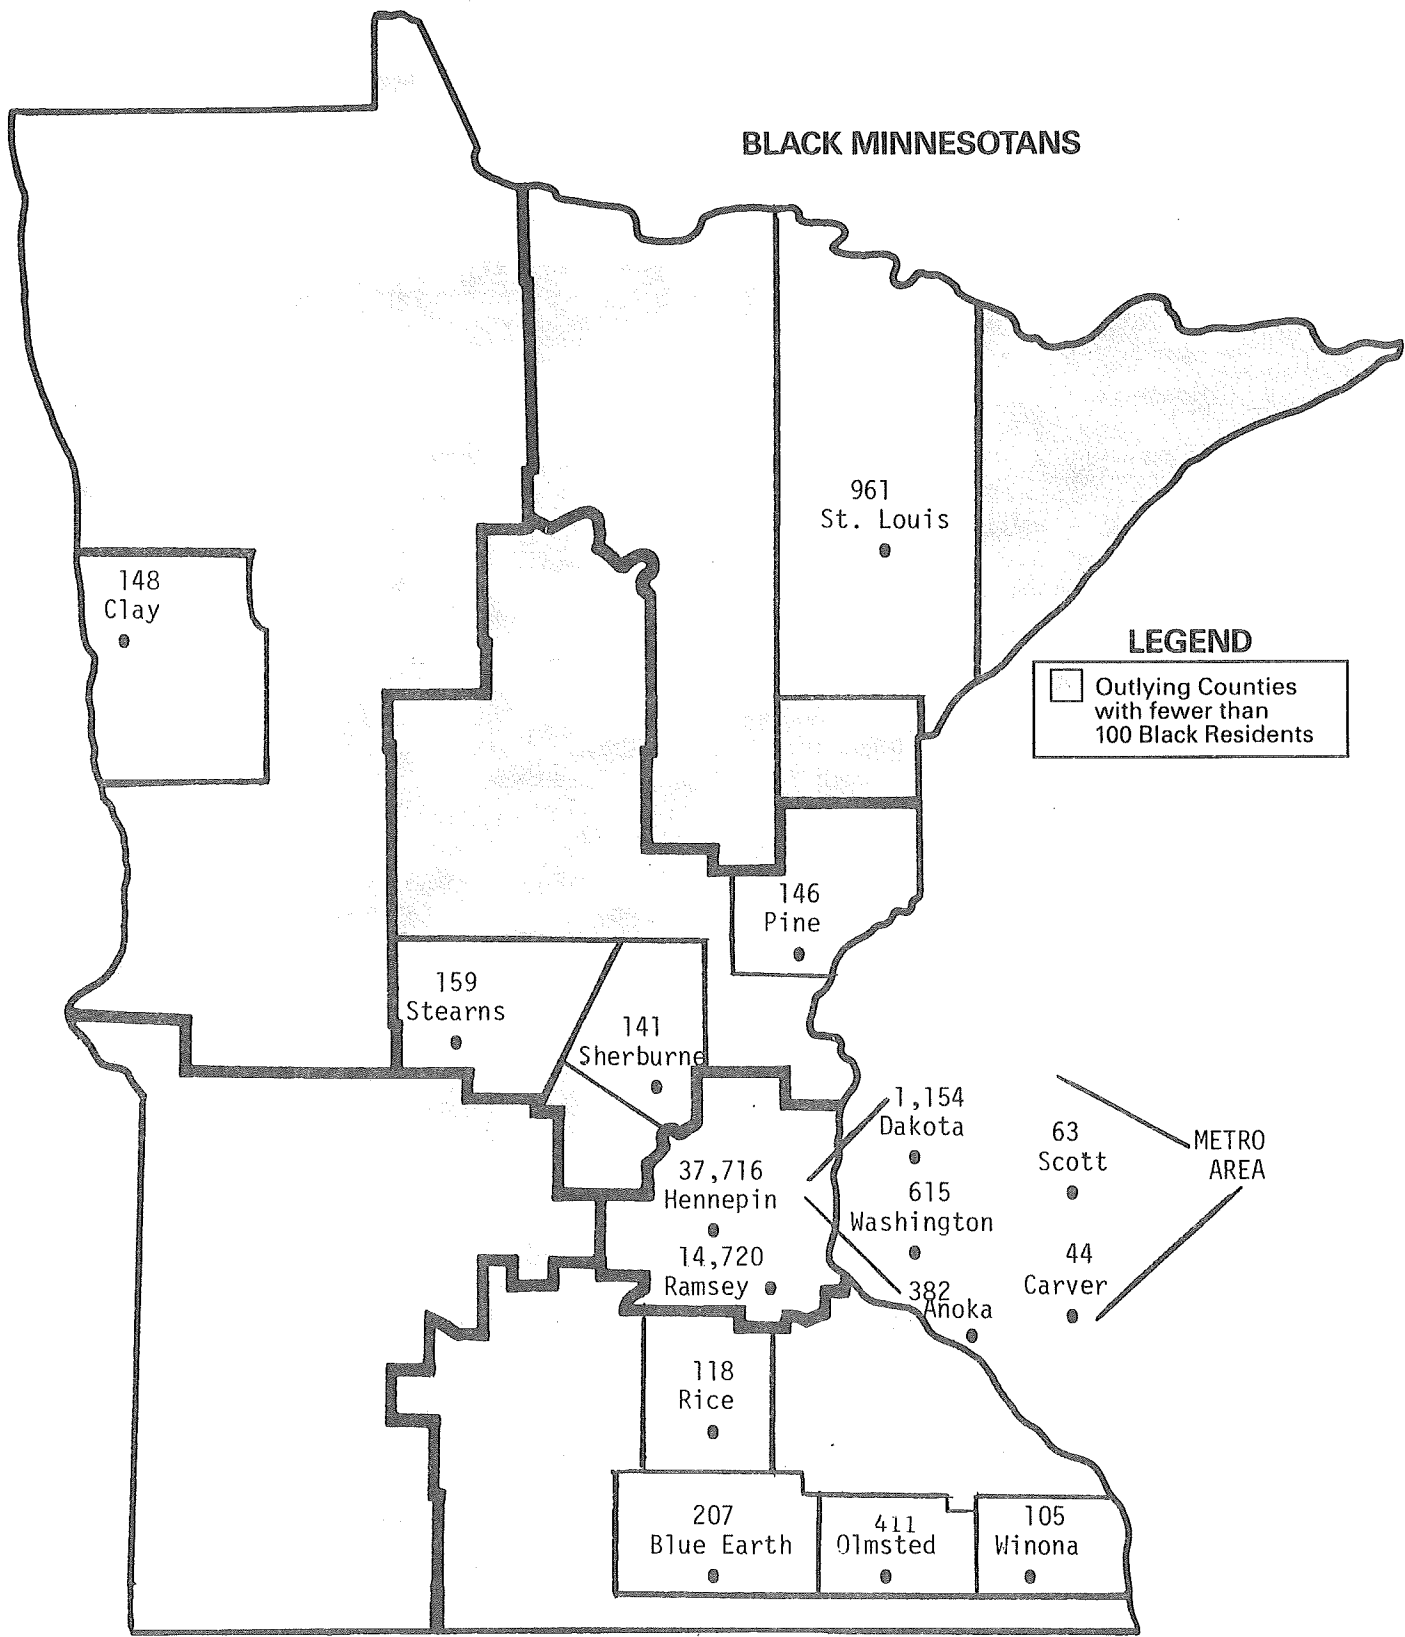 BLACK MINNESOTANS
961
St. Louis
148
Clay
LEGEND
Outlying Counties
with fewer than
100 Black Residents
146
Pine
159
Stearns
141
Sherburne
1,154
Dakota
63
Scott
METRO
AREA
37,716
Hennepin
615
Washington
14,720
Ramsey
44
Carver
382
Anoka
118
Rice
207
Blue Earth
411
Olmsted
105
Winona